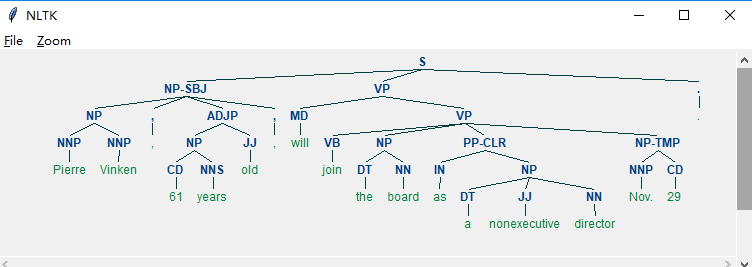 NLTK
File Zoom
S
NP-SBJ VP .
NP , ADJP , MD VP .
NNP NNP , NP JJ , will VB NP PP-CLR NP-TMP
Pierre Vinken CD NNS old join DT NN IN NP NNP CD
61 years the board as DT JJ NN Nov. 29
a nonexecutive director